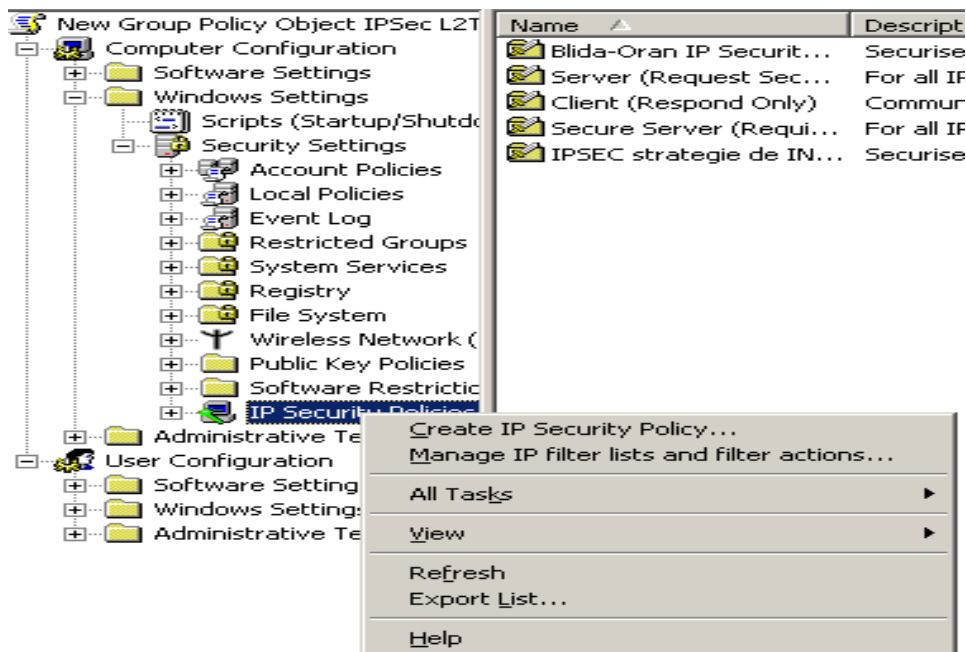 New Group Policy Object IPSec L2T
Computer Configuration
Software Settings
Windows Settings
Scripts (Startup/Shutdo
Security Settings
Account Policies
Local Policies
Event Log
Restricted Groups
System Services
Registry
File System
Wireless Network (
Public Key Policies
Software Restrictic
IP Security Policies
Administrative Te
User Configuration
Software Setting
Windows Setting
Administrative Te
Name Descript
Blida-Oran IP Securit... Securise
Server (Request Sec... For all IP
Client (Respond Only) Commun
Secure Server (Requi... For all IP
IPSEC strategie de IN... Securise
Create IP Security Policy...
Manage IP filter lists and filter actions...
All Tasks
View
Refresh
Export List...
Help